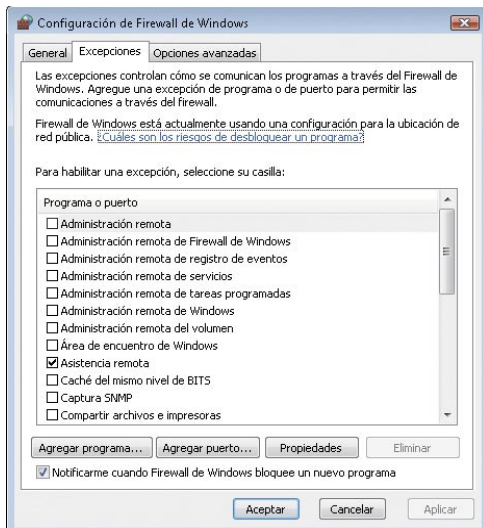 Configuración de Firewall de Windows
General Excepciones Opciones avanzadas
Las excepciones controlan cómo se comunican los programas a través del Firewall de
Windows. Agregue una excepción de programa o de puerto para permitir las
comunicaciones a través del firewall.
Firewall de Windows está actualmente usando una configuración para la ubicación de
red pública. ¿Cuáles son los riesgos de desbloquear un programa?
Para habilitar una excepción, seleccione su casilla:
Programa o puerto
Administración remota
Administración remota de Firewall de Windows
Administración remota de registro de eventos
Administración remota de servicios
Administración remota de tareas programadas
Administración remota de Windows
Administración remota del volumen
Área de encuentro de Windows
Asistencia remota
Caché del mismo nivel de BITS
Captura SNMP
Compartir archivos e impresoras
Agregar programa... Agregar puerto... Propiedades Eliminar
Notificarme cuando Firewall de Windows bloquee un nuevo programa
Aceptar Cancelar Aplicar